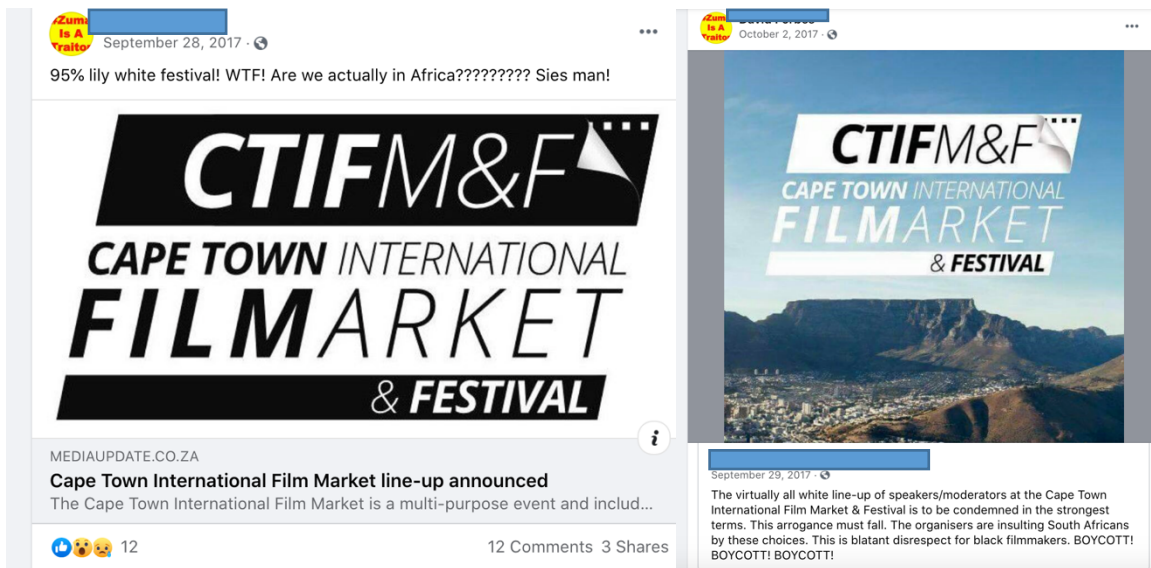 #Zuma
Is A
Traitor
September 28, 2017 ·
95% lily white festival! WTF! Are we actually in Africa????????? Sies man!
CTIFM&F
CAPE TOWN INTERNATIONAL
FILMARKET
& FESTIVAL
i
MEDIAUPDATE.CO.ZA
Cape Town International Film Market line-up announced
The Cape Town International Film Market is a multi-purpose event and includ...
12
12 Comments 3 Shares
Is A
October 2, 2017 ·
CTIFM&F
CAPE TOWN INTERNATIONAL
FILMARKET
& FESTIVAL
September 29, 2017 ·
The virtually all white line-up of speakers/moderators at the Cape Town
International Film Market & Festival is to be condemned in the strongest
terms. This arrogance must fall. The organisers are insulting South Africans
by these choices. This is blatant disrespect for black filmmakers. BOYCOTT!
BOYCOTT! BOYCOTT!